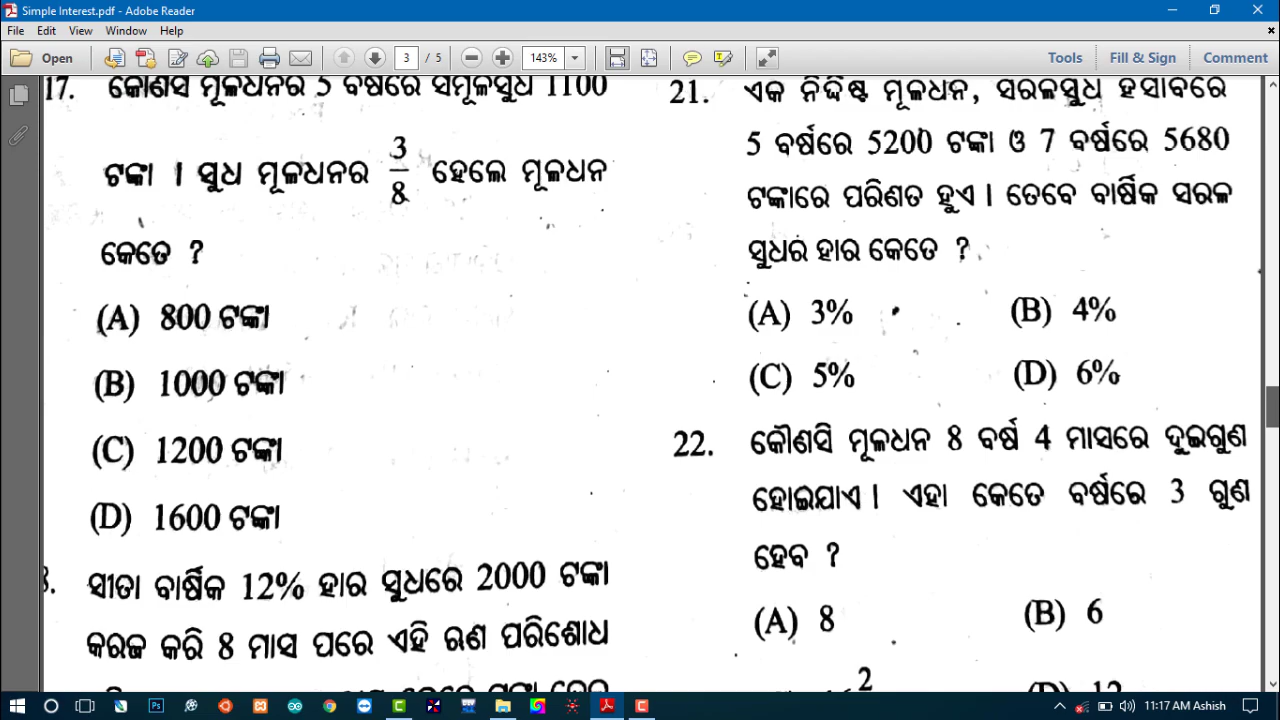 Simple Interest.pdf - Adobe Reader
File Edit View Window Help
Open 3 / 5 143% Tools Fill & Sign Comment
17. କୌଣସି ମୂଳଧନର 5 ବର୍ଷରେ ସମୂଳସୁଧ 1100
ଟଙ୍କା । ସୁଧ ମୂଳଧନର 3/8 ହେଲେ ମୂଳଧନ
କେତେ ?
(A) 800 ଟଙ୍କା
(B) 1000 ଟଙ୍କା
(C) 1200 ଟଙ୍କା
(D) 1600 ଟଙ୍କା
ସୀତା ବାର୍ଷିକ 12% ହାର ସୁଧରେ 2000 ଟଙ୍କା
କରଜ କରି 8 ମାସ ପରେ ଏହି ଋଣ ପରିଶୋଧ
21. ଏକ ନିର୍ଦ୍ଦିଷ୍ଟ ମୂଳଧନ, ସରଳସୁଧ ହସାବରେ
5 ବର୍ଷରେ 5200 ଟଙ୍କା ଓ 7 ବର୍ଷରେ 5680
ଟଙ୍କାରେ ପରିଣତ ହୁଏ । ତେବେ ବାର୍ଷିକ ସରଳ
ସୁଧର ହାର କେତେ ?
(A) 3% (B) 4%
(C) 5% (D) 6%
22. କୌଣସି ମୂଳଧନ 8 ବର୍ଷ 4 ମାସରେ ଦୁଇଗୁଣ
ହୋଇଯାଏ । ଏହା କେତେ ବର୍ଷରେ 3 ଗୁଣ
ହେବ ?
(A) 8 (B) 6
2
(D) 12
11:17 AM Ashish